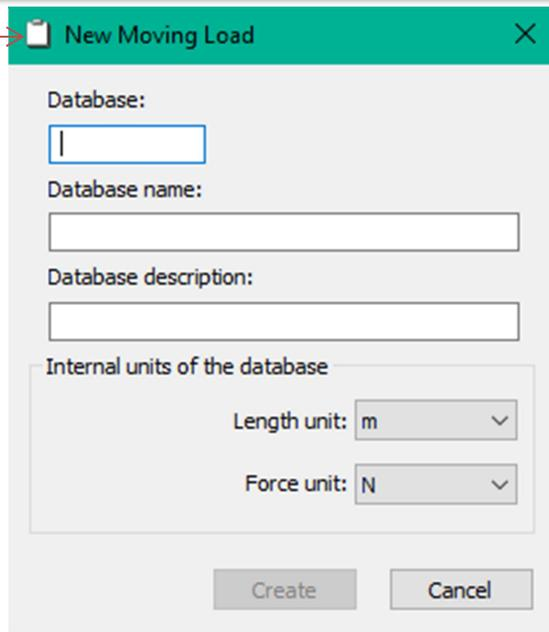 New Moving Load
Database:
Database name:
Database description:
Internal units of the database
Length unit: m
Force unit: N
Create Cancel